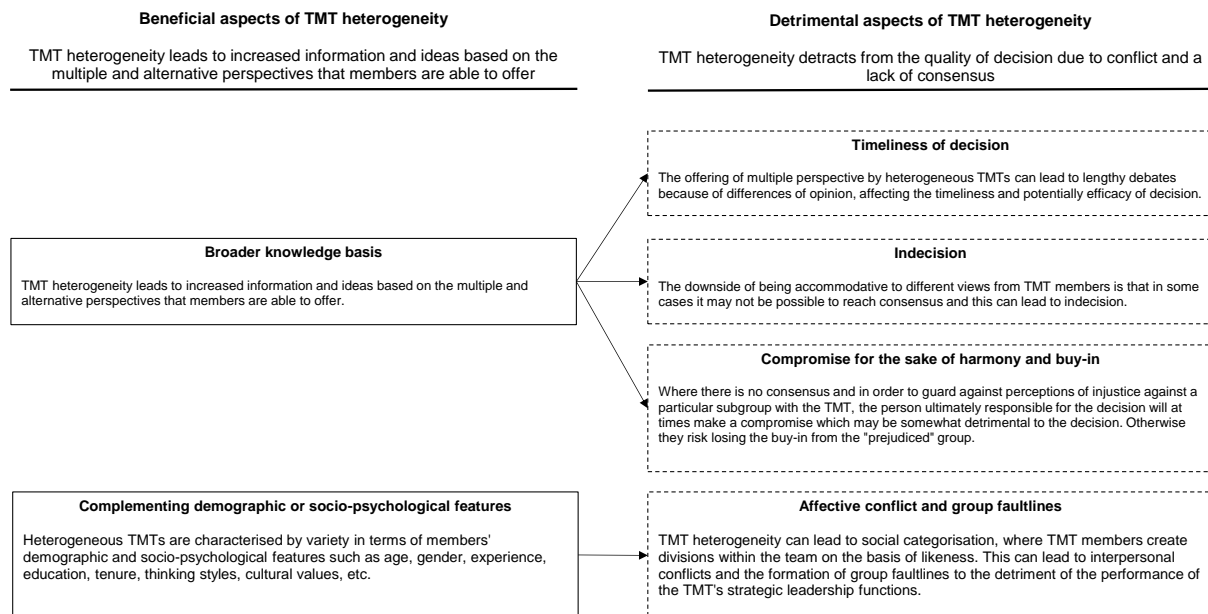 Beneficial aspects of TMT heterogeneity
TMT heterogeneity leads to increased information and ideas based on the
multiple and alternative perspectives that members are able to offer
Detrimental aspects of TMT heterogeneity
TMT heterogeneity detracts from the quality of decision due to conflict and a
lack of consensus
Timeliness of decision
The offering of multiple perspective by heterogeneous TMTs can lead to lengthy debates
because of differences of opinion, affecting the timeliness and potentially efficacy of decision.
Broader knowledge basis
TMT heterogeneity leads to increased information and ideas based on the multiple and
alternative perspectives that members are able to offer.
Indecision
The downside of being accommodative to different views from TMT members is that in some
cases it may not be possible to reach consensus and this can lead to indecision.
Compromise for the sake of harmony and buy-in
Where there is no consensus and in order to guard against perceptions of injustice against a
particular subgroup with the TMT, the person ultimately responsible for the decision will at
times make a compromise which may be somewhat detrimental to the decision. Otherwise
they risk losing the buy-in from the "prejudiced" group.
Complementing demographic or socio-psychological features
Heterogeneous TMTs are characterised by variety in terms of members'
demographic and socio-psychological features such as age, gender, experience,
education, tenure, thinking styles, cultural values, etc.
Affective conflict and group faultlines
TMT heterogeneity can lead to social categorisation, where TMT members create
divisions within the team on the basis of likeness. This can lead to interpersonal
conflicts and the formation of group faultlines to the detriment of the performance of
the TMT's strategic leadership functions.